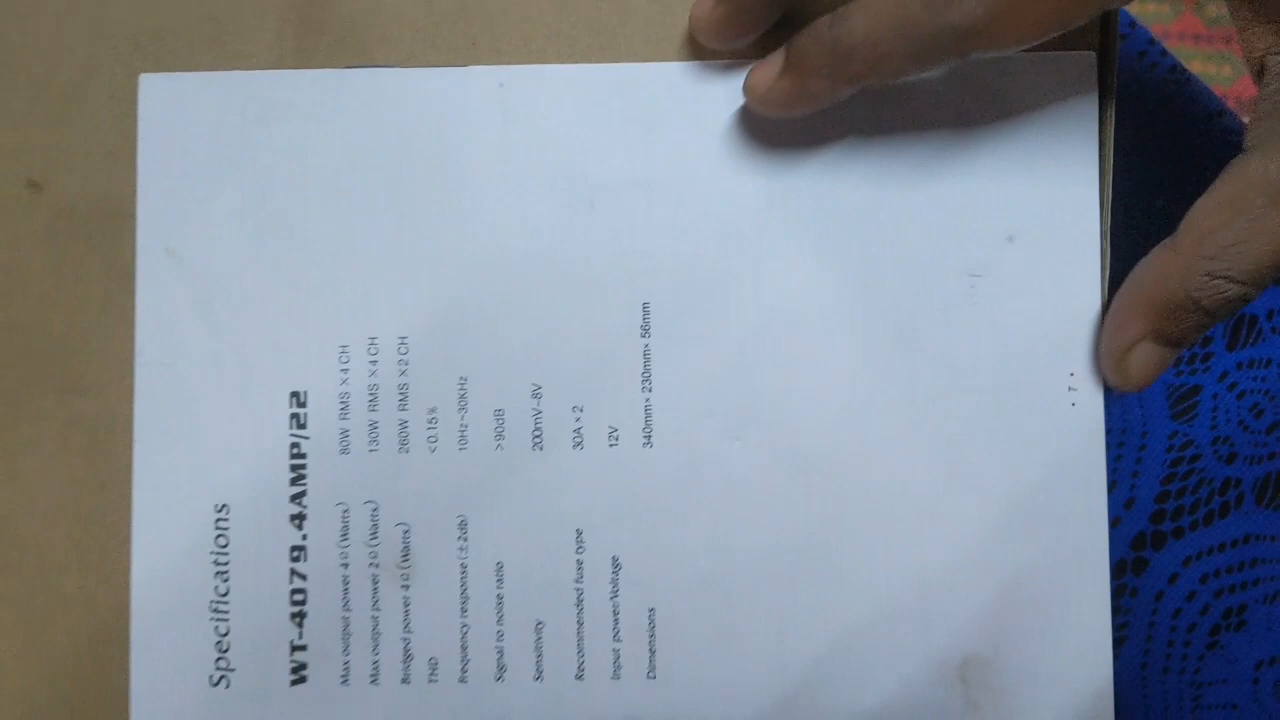 Specifications
WT-4079.4AMP/22
Max output power 4Ω (Watts) 80W RMS ×4 CH
Max output power 2Ω (Watts) 130W RMS ×4 CH
Bridged power 4Ω (Watts) 260W RMS ×2 CH
THD <0.15%
Frequency response (±2db) 10Hz~30KHz
Signal to noise ratio >90dB
Sensitivity 200mV~8V
Recommended fuse type 30A × 2
Input power/Voltage 12V
Dimensions 340mm× 230mm× 56mm
• 7 •